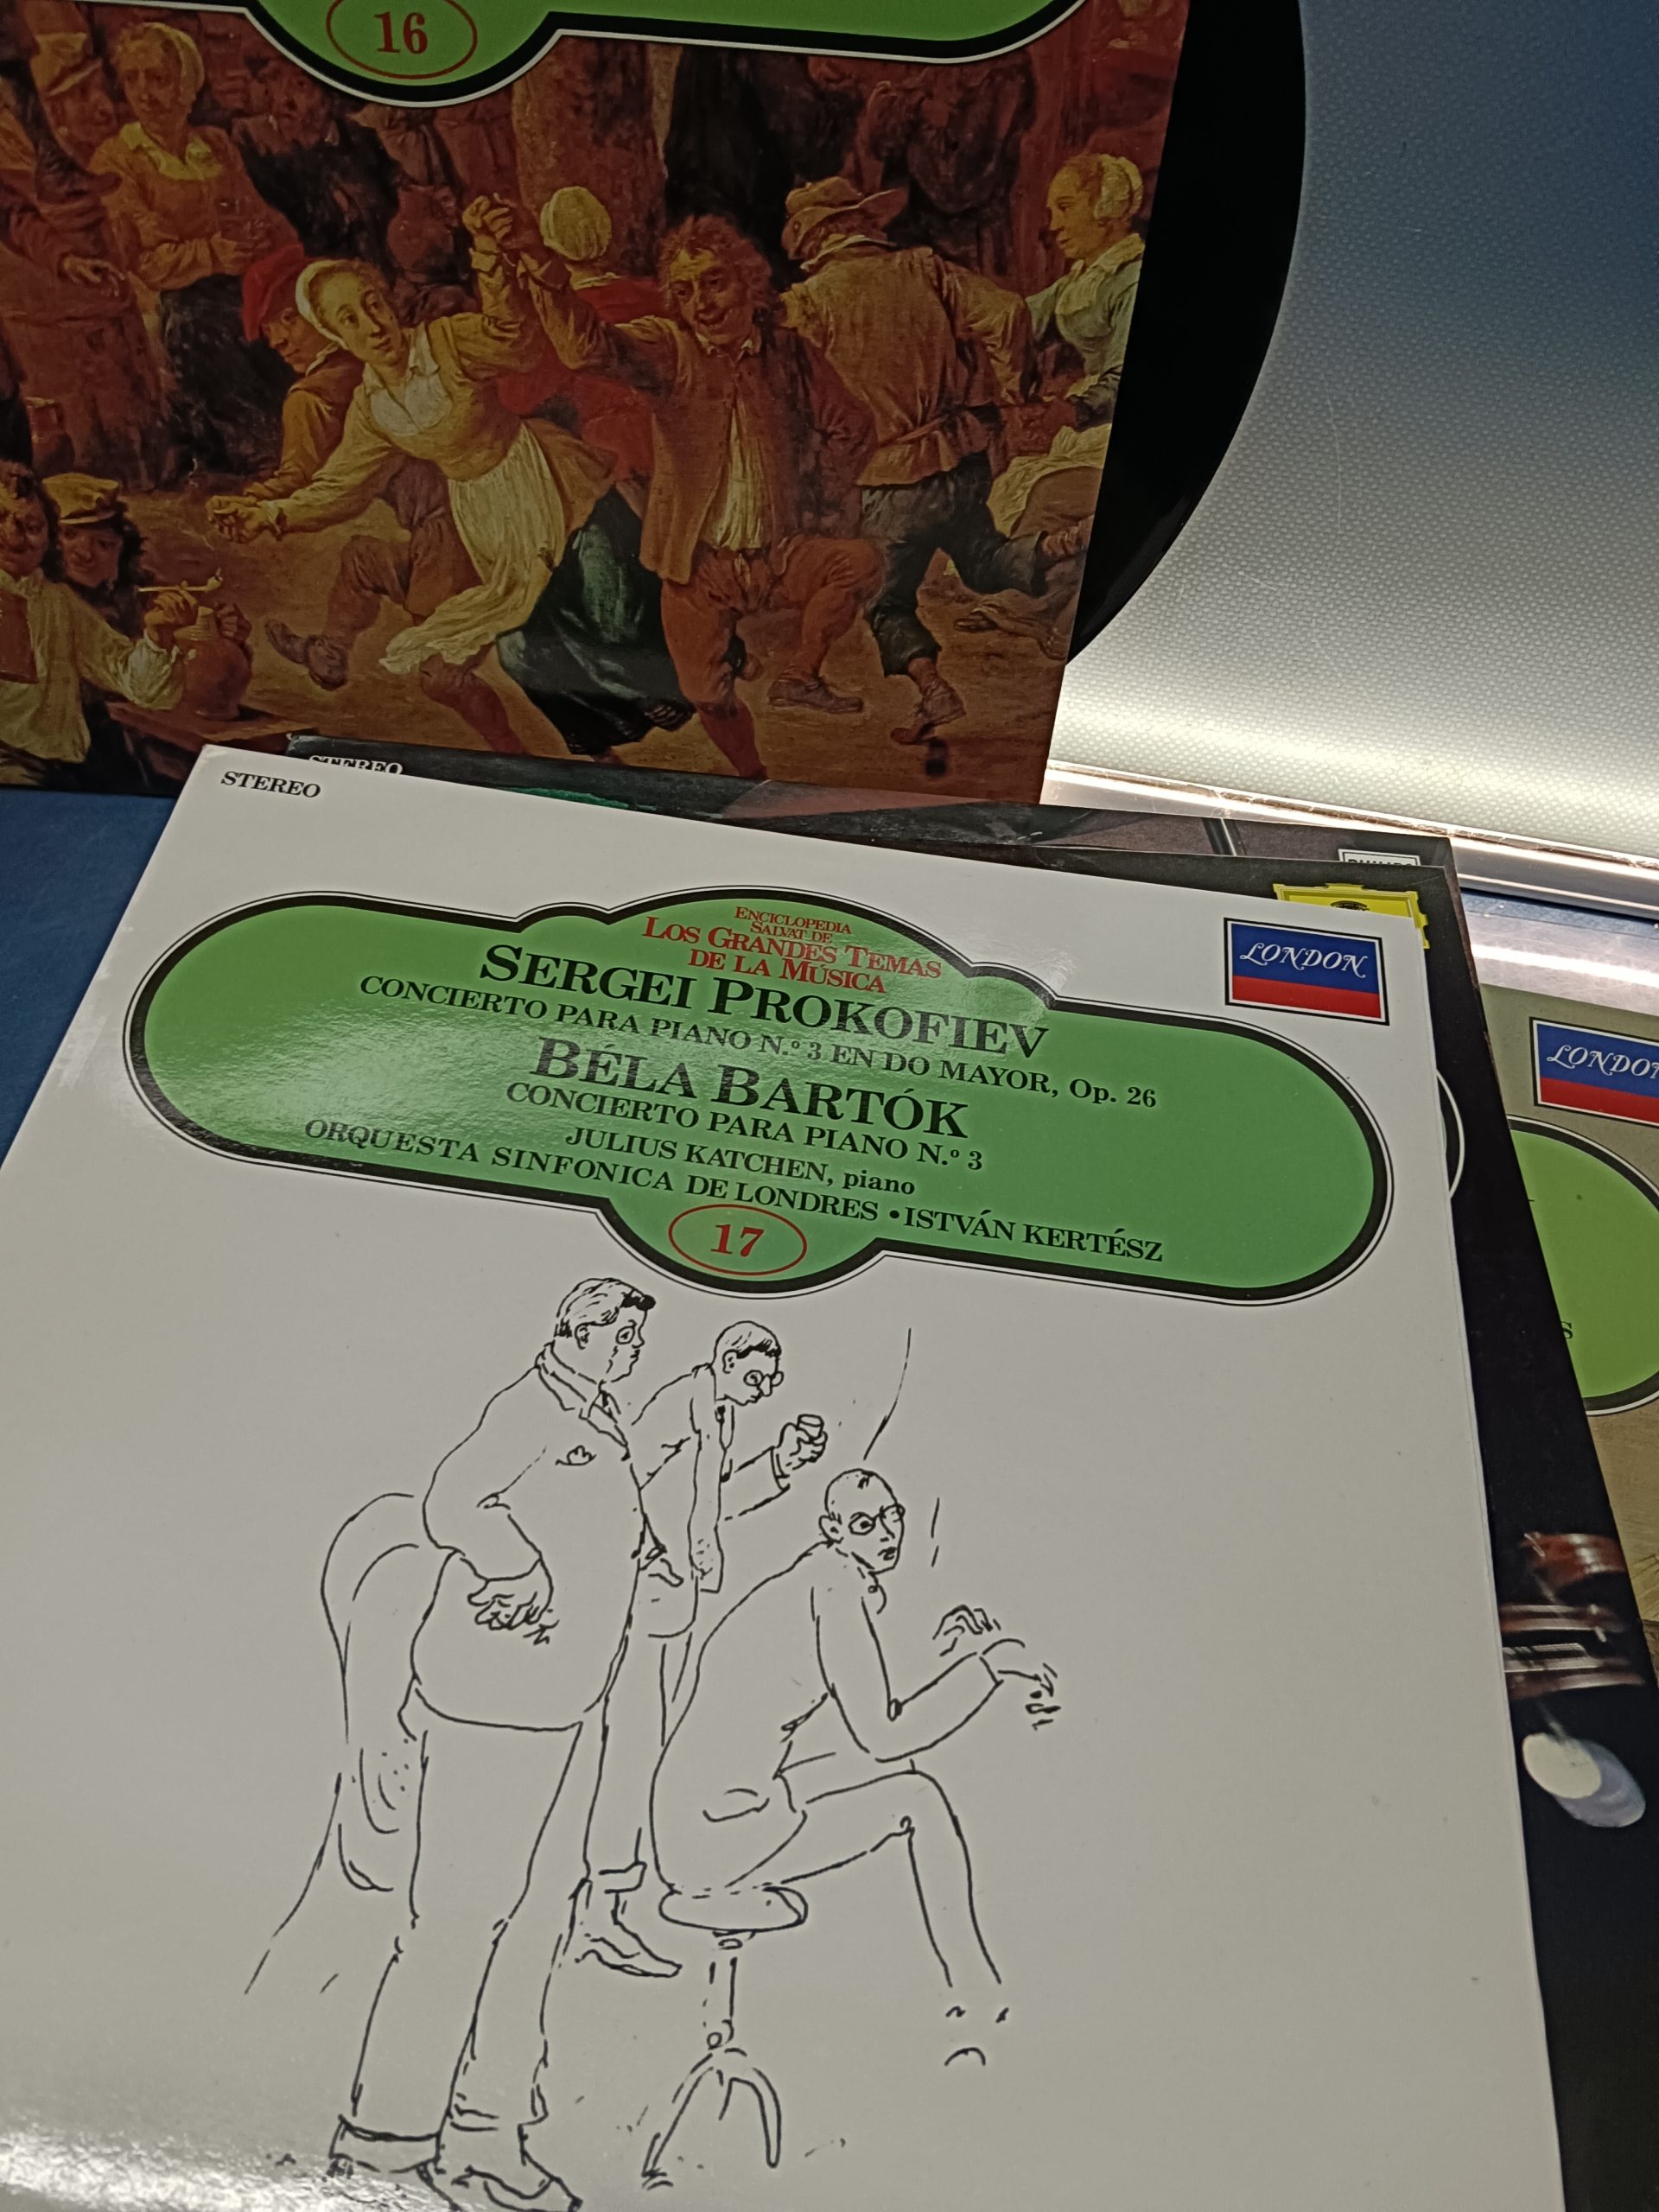 16
STEREO
STEREO
ENCICLOPEDIA
SALVAT DE
LOS GRANDES TEMAS
DE LA MÚSICA
LONDON
SERGEI PROKOFIEV
CONCIERTO PARA PIANO N.º 3 EN DO MAYOR, Op. 26
BÉLA BARTÓK
CONCIERTO PARA PIANO N.º 3
JULIUS KATCHEN, piano
ORQUESTA SINFONICA DE LONDRES • ISTVÁN KERTÉSZ
17
LONDON